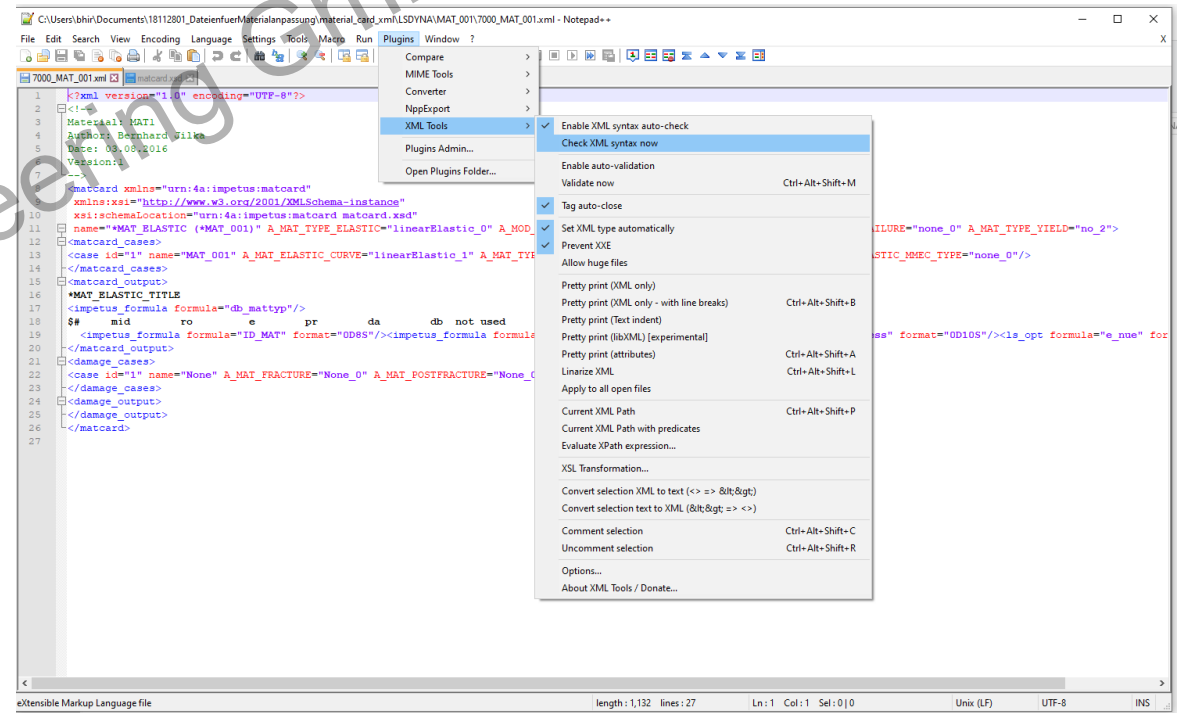 C:\Users\bhir\Documents\18112801_DateienfuerMaterialanpassung\material_card_xml\LSDYNA\MAT_001\7000_MAT_001.xml - Notepad++
File Edit Search View Encoding Language Settings Tools Macro Run Plugins Window ? X
7000_MAT_001.xml matcard.xsd
Compare
MIME Tools
Converter
NppExport
XML Tools
Plugins Admin...
Open Plugins Folder...
Enable XML syntax auto-check
Check XML syntax now
Enable auto-validation
Validate now Ctrl+Alt+Shift+M
Tag auto-close
Set XML type automatically
Prevent XXE
Allow huge files
Pretty print (XML only)
Pretty print (XML only - with line breaks) Ctrl+Alt+Shift+B
Pretty print (Text indent)
Pretty print (libXML) [experimental]
Pretty print (attributes) Ctrl+Alt+Shift+A
Linarize XML Ctrl+Alt+Shift+L
Apply to all open files
Current XML Path Ctrl+Alt+Shift+P
Current XML Path with predicates
Evaluate XPath expression...
XSL Transformation...
Convert selection XML to text (<> => &lt;&gt;)
Convert selection text to XML (&lt;&gt; => <>)
Comment selection Ctrl+Alt+Shift+C
Uncomment selection Ctrl+Alt+Shift+R
Options...
About XML Tools / Donate...
1 <?xml version="1.0" encoding="UTF-8"?>
2 <!--
3 Material: MAT1
4 Author: Bernhard Jilka
5 Date: 03.08.2016
6 Version:1
7 -->
8 <matcard xmlns="urn:4a:impetus:matcard"
9 xmlns:xsi="http://www.w3.org/2001/XMLSchema-instance"
10 xsi:schemaLocation="urn:4a:impetus:matcard matcard.xsd"
11 name="*MAT_ELASTIC (*MAT_001)" A_MAT_TYPE_ELASTIC="linearElastic_0" A_MOD ILURE="none_0" A_MAT_TYPE_YIELD="no_2">
12 <matcard_cases>
13 <case id="1" name="MAT_001" A_MAT_ELASTIC_CURVE="linearElastic_1" A_MAT_TYP STIC_MMEC_TYPE="none_0"/>
14 </matcard_cases>
15 <matcard_output>
16 *MAT_ELASTIC_TITLE
17 <impetus_formula formula="db_mattyp"/>
18 $# mid ro e pr da db not used
19 <impetus_formula formula="ID_MAT" format="0D8S"/><impetus_formula formula ss" format="0D10S"/><ls_opt formula="e_nue" for
20 </matcard_output>
21 <damage_cases>
22 <case id="1" name="None" A_MAT_FRACTURE="None_0" A_MAT_POSTFRACTURE="None_0
23 </damage_cases>
24 <damage_output>
25 </damage_output>
26 </matcard>
27
eXtensible Markup Language file length : 1,132 lines : 27 Ln : 1 Col : 1 Sel : 0 | 0 Unix (LF) UTF-8 INS